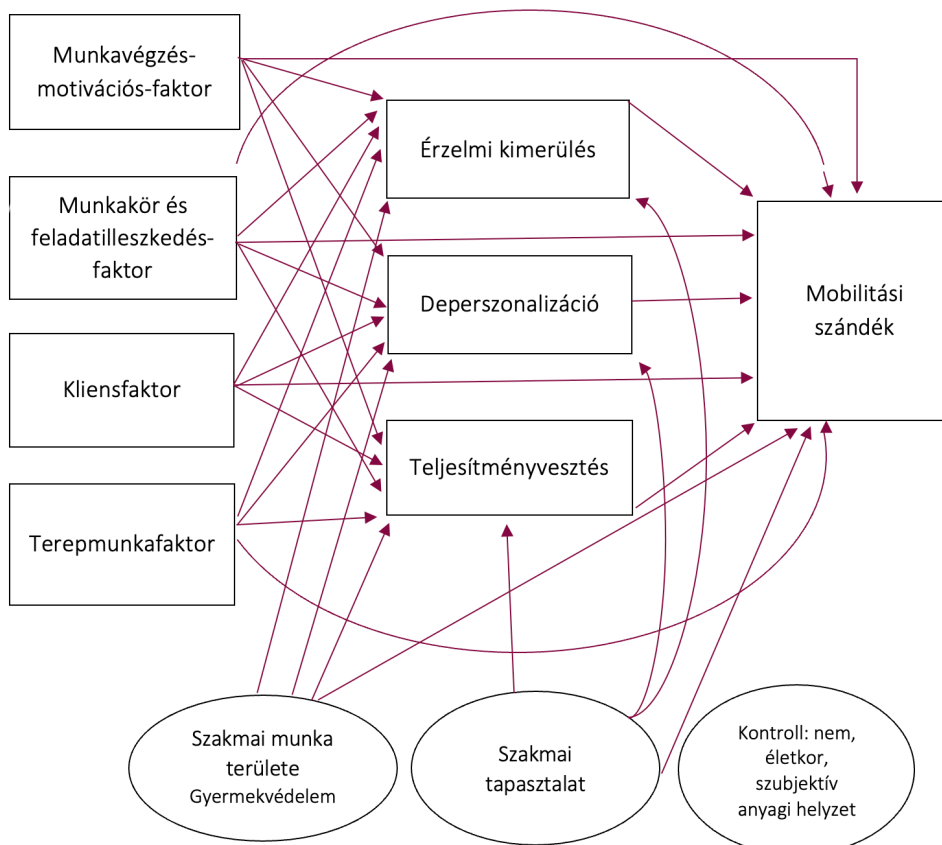 Munkavégzés-
motivációs-faktor
Munkakör és
feladatilleszkedés-
faktor
Kliensfaktor
Terepmunkafaktor
Érzelmi kimerülés
Deperszonalizáció
Teljesítményvesztés
Mobilitási
szándék
Szakmai munka
területe
Gyermekvédelem
Szakmai
tapasztalat
Kontroll: nem,
életkor,
szubjektív
anyagi helyzet